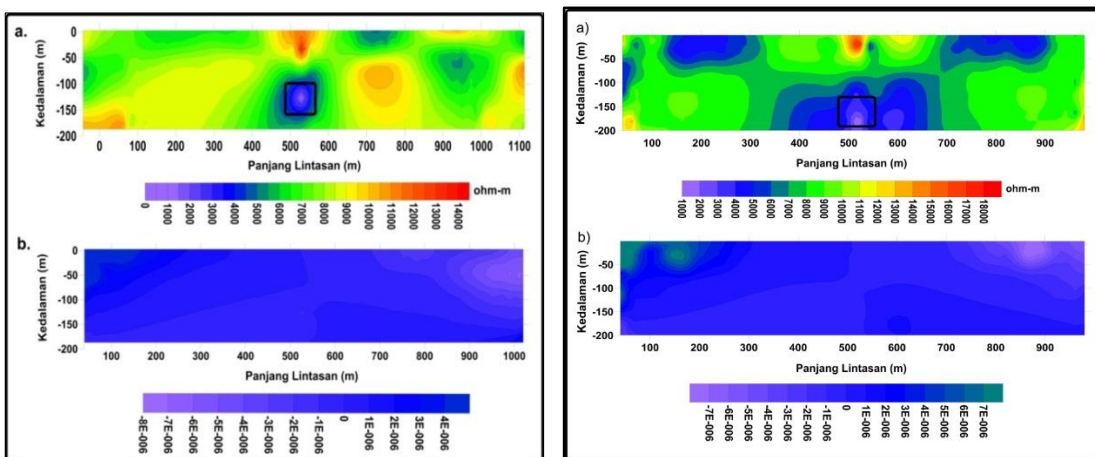 a.
Kedalaman (m)
0
-50
-100
-150
-200
0 100 200 300 400 500 600 700 800 900 1000 1100
Panjang Lintasan (m)
ohm-m
0 1000 2000 3000 4000 5000 6000 7000 8000 9000 10000 11000 12000 13000 14000
b.
Kedalaman (m)
0
-50
-100
-150
-200
100 200 300 400 500 600 700 800 900 1000
Panjang Lintasan (m)
-8E-006 -7E-006 -6E-006 -5E-006 -4E-006 -3E-006 -2E-006 -1E-006 0 1E-006 2E-006 3E-006 4E-006
a)
Kedalaman (m)
0
-50
-100
-150
-200
100 200 300 400 500 600 700 800 900
Panjang Lintasan (m)
ohm-m
1000 2000 3000 4000 5000 6000 7000 8000 9000 10000 11000 12000 13000 14000 15000 16000 17000 18000
b)
Kedalaman (m)
-50
-100
-150
-200
100 200 300 400 500 600 700 800 900
Panjang Lintasan (m)
-7E-006 -6E-006 -5E-006 -4E-006 -3E-006 -2E-006 -1E-006 0 1E-006 2E-006 3E-006 4E-006 5E-006 6E-006 7E-006